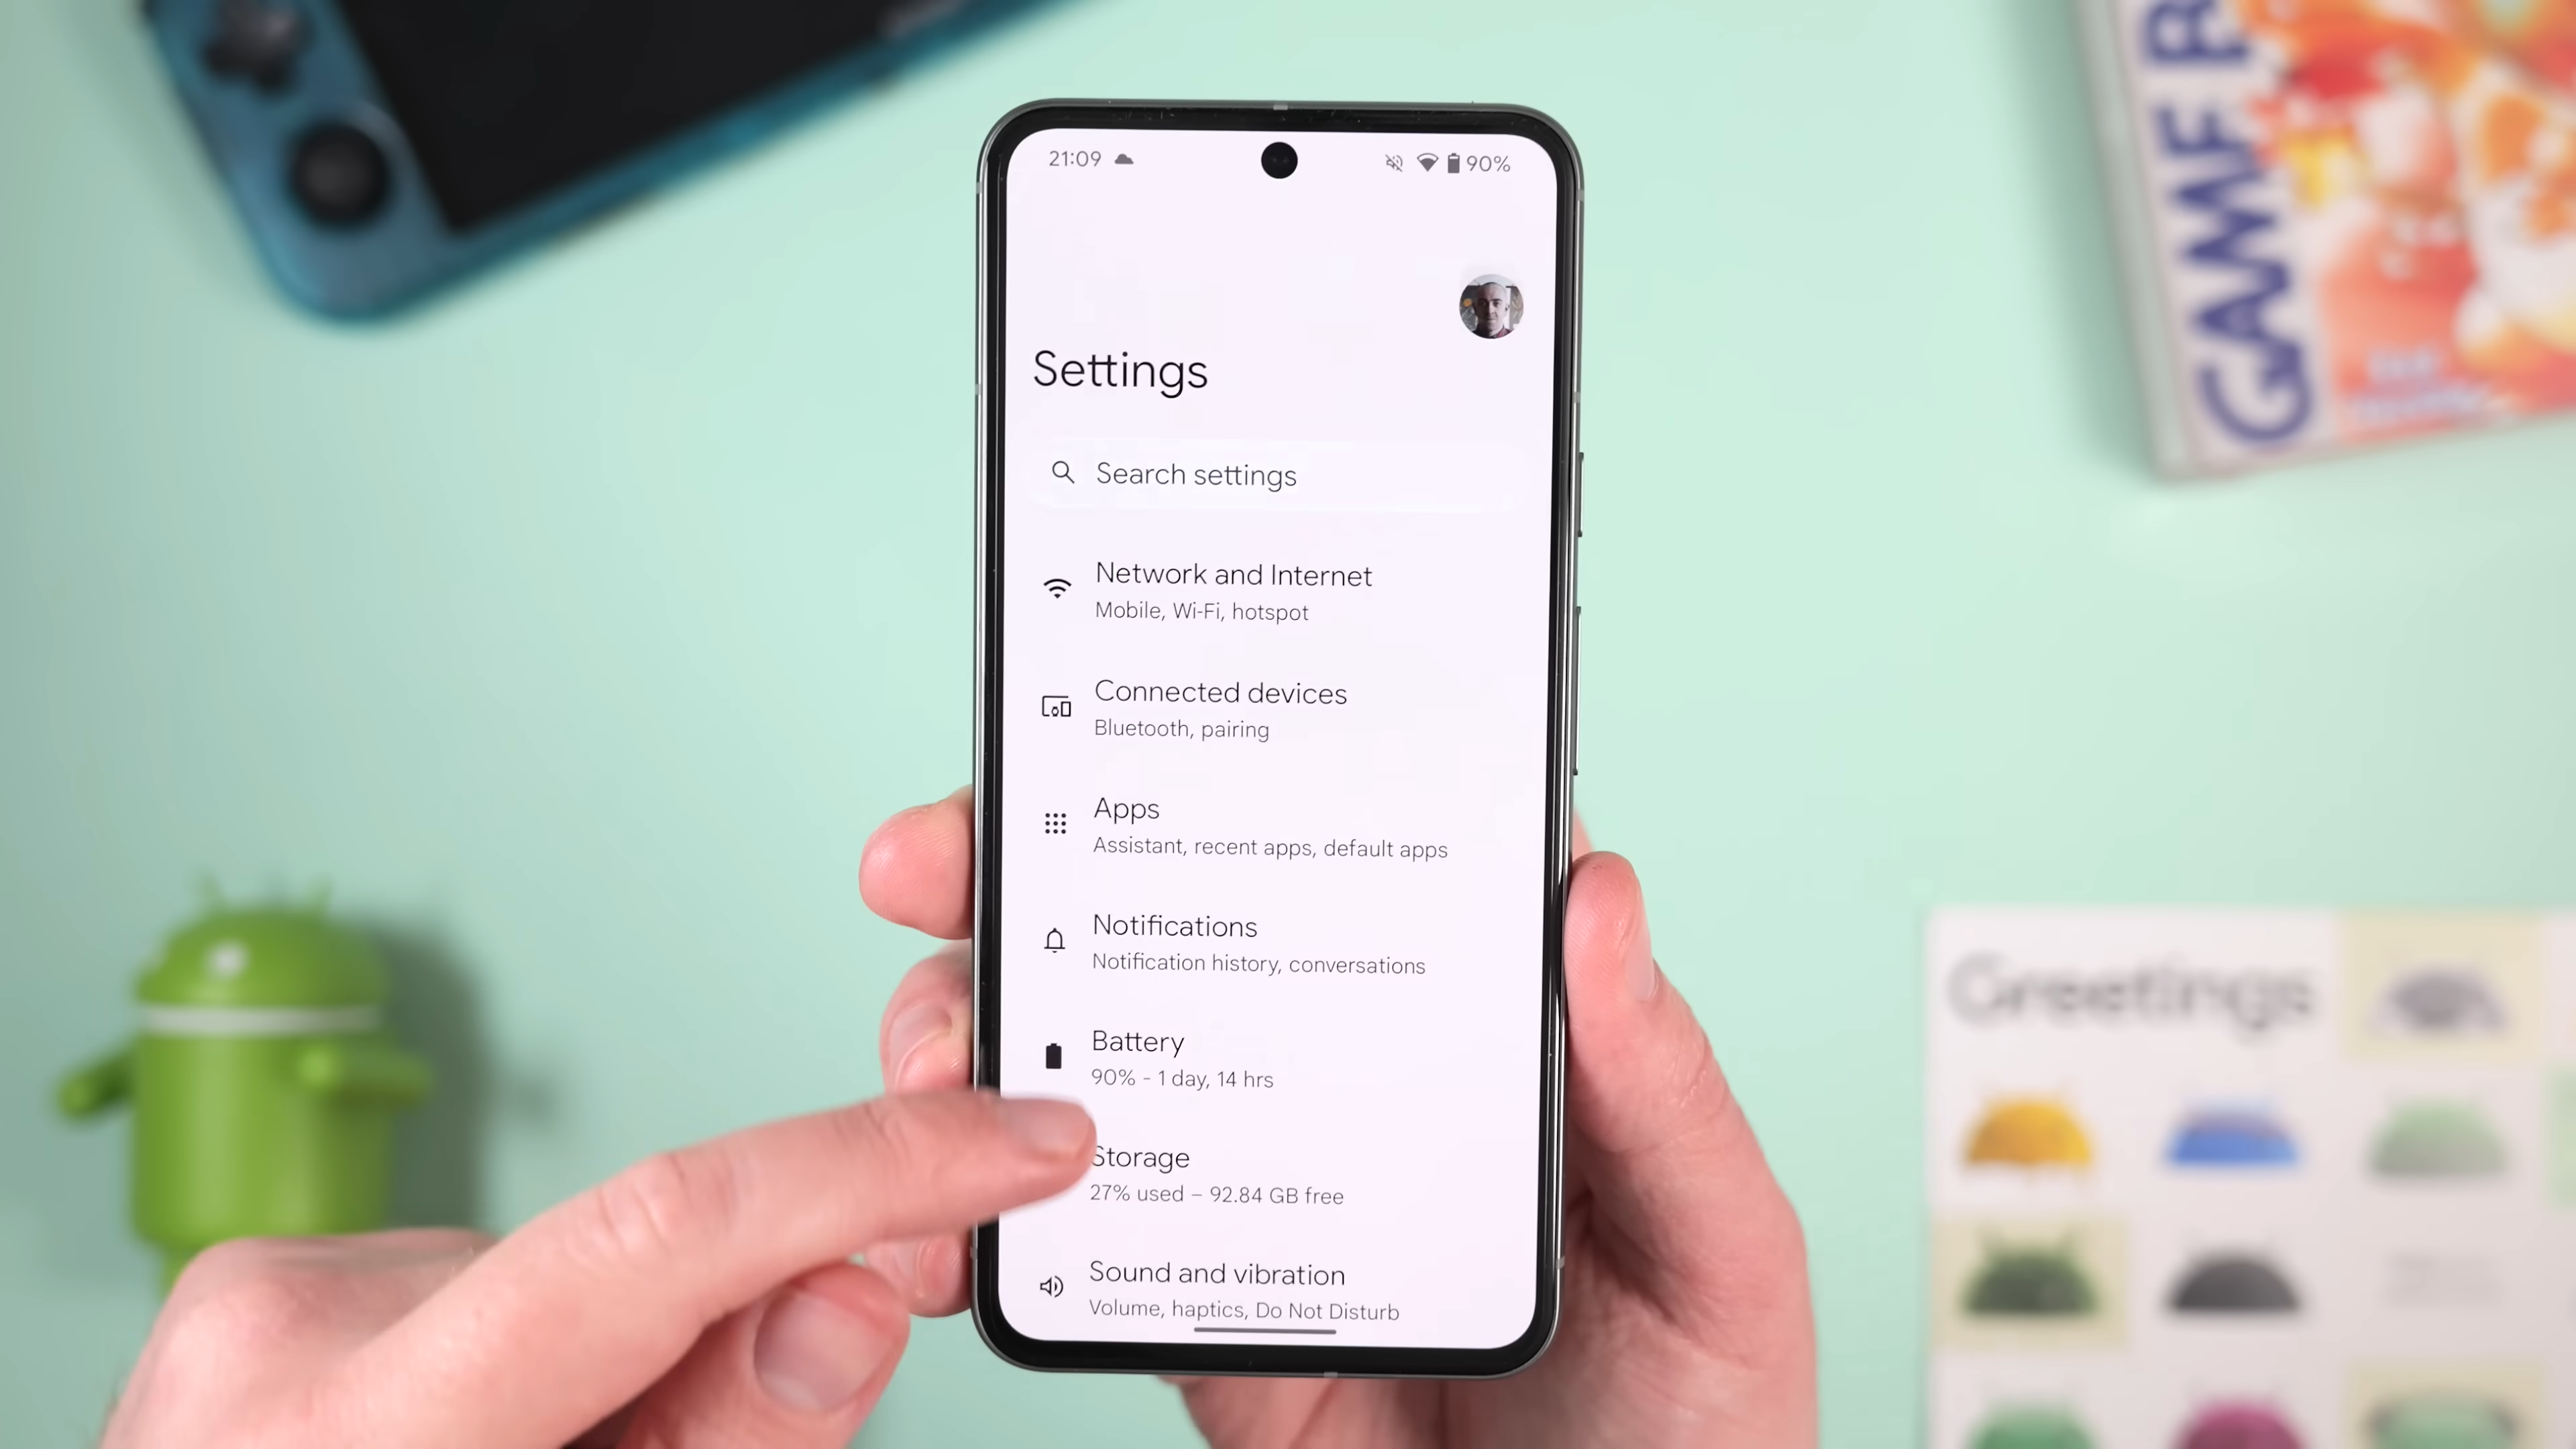 21:09
90%
Settings
Search settings
Network and Internet
Mobile, Wi-Fi, hotspot
Connected devices
Bluetooth, pairing
Apps
Assistant, recent apps, default apps
Notifications
Notification history, conversations
Battery
90% - 1 day, 14 hrs
Storage
27% used – 92.84 GB free
Sound and vibration
Volume, haptics, Do Not Disturb
GAME B
Greetings